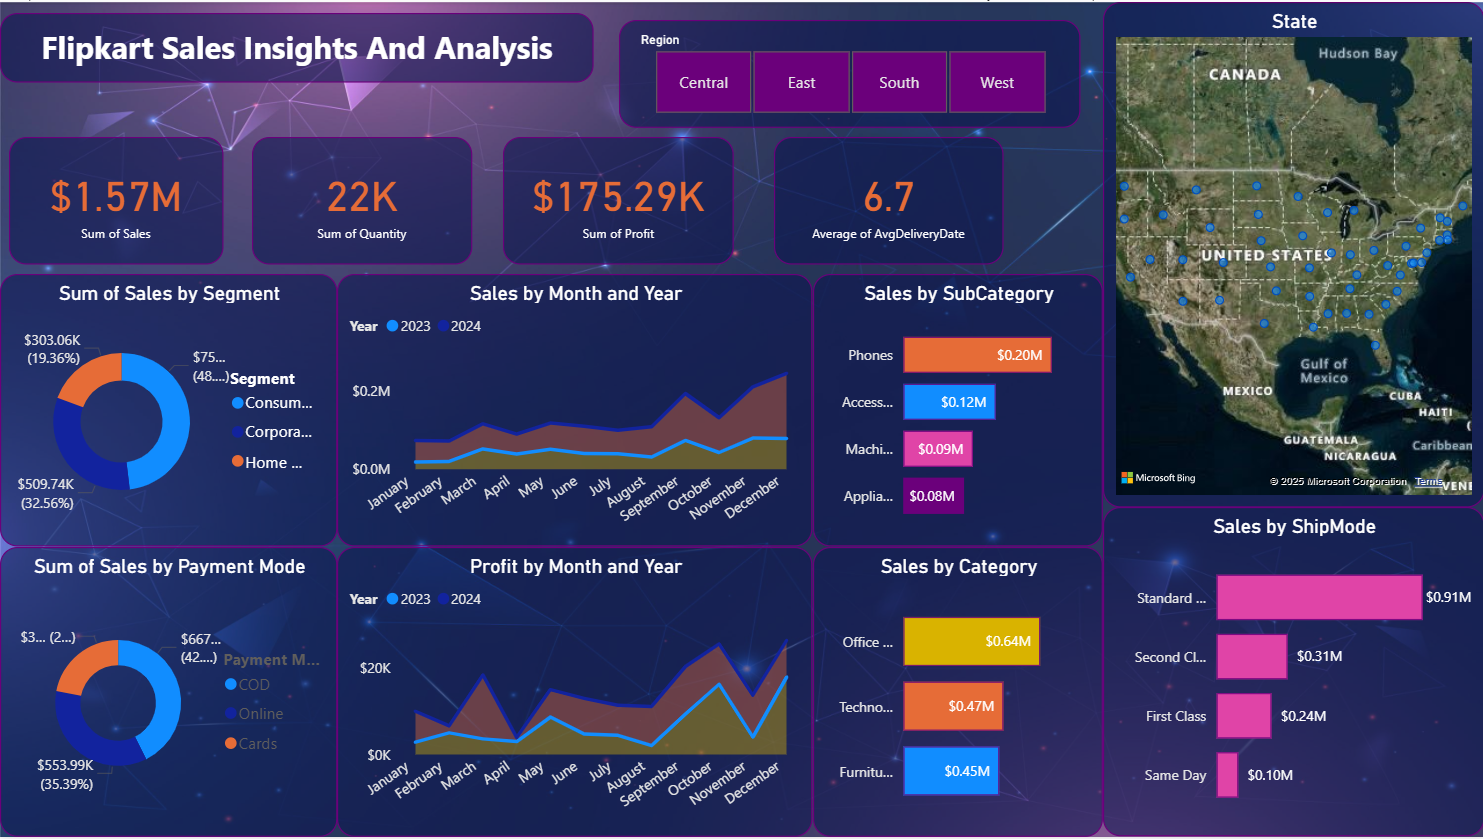 Flipkart Sales Insights And Analysis
Region
Central
East
South
West
$1.57M
Sum of Sales
22K
Sum of Quantity
$175.29K
Sum of Profit
6.7
Average of AvgDeliveryDate
State
Hudson Bay
CANADA
UNITED STATES
Gulf of
Mexico
MEXICO
CUBA
HAITI
GUATEMALA
Caribbean
NICARAGUA
VENE
Microsoft Bing
© 2025 Microsoft Corporation
Terms
Sum of Sales by Segment
$303.06K
(19.36%)
$75...
(48....)
Segment
Consum...
Corpora...
Home ...
$509.74K
(32.56%)
Sales by Month and Year
Year
2023
2024
$0.2M
$0.0M
January
February
March
April
May
June
July
August
September
October
November
December
Sales by SubCategory
Phones
$0.20M
Access...
$0.12M
Machi...
$0.09M
Applia...
$0.08M
Sum of Sales by Payment Mode
$3... (2...)
$667...
(42....)
Payment M...
COD
Online
Cards
$553.99K
(35.39%)
Profit by Month and Year
Year
2023
2024
$20K
$0K
January
February
March
April
May
June
July
August
September
October
November
December
Sales by Category
Office ...
$0.64M
Techno...
$0.47M
Furnitu...
$0.45M
Sales by ShipMode
Standard ...
$0.91M
Second Cl...
$0.31M
First Class
$0.24M
Same Day
$0.10M